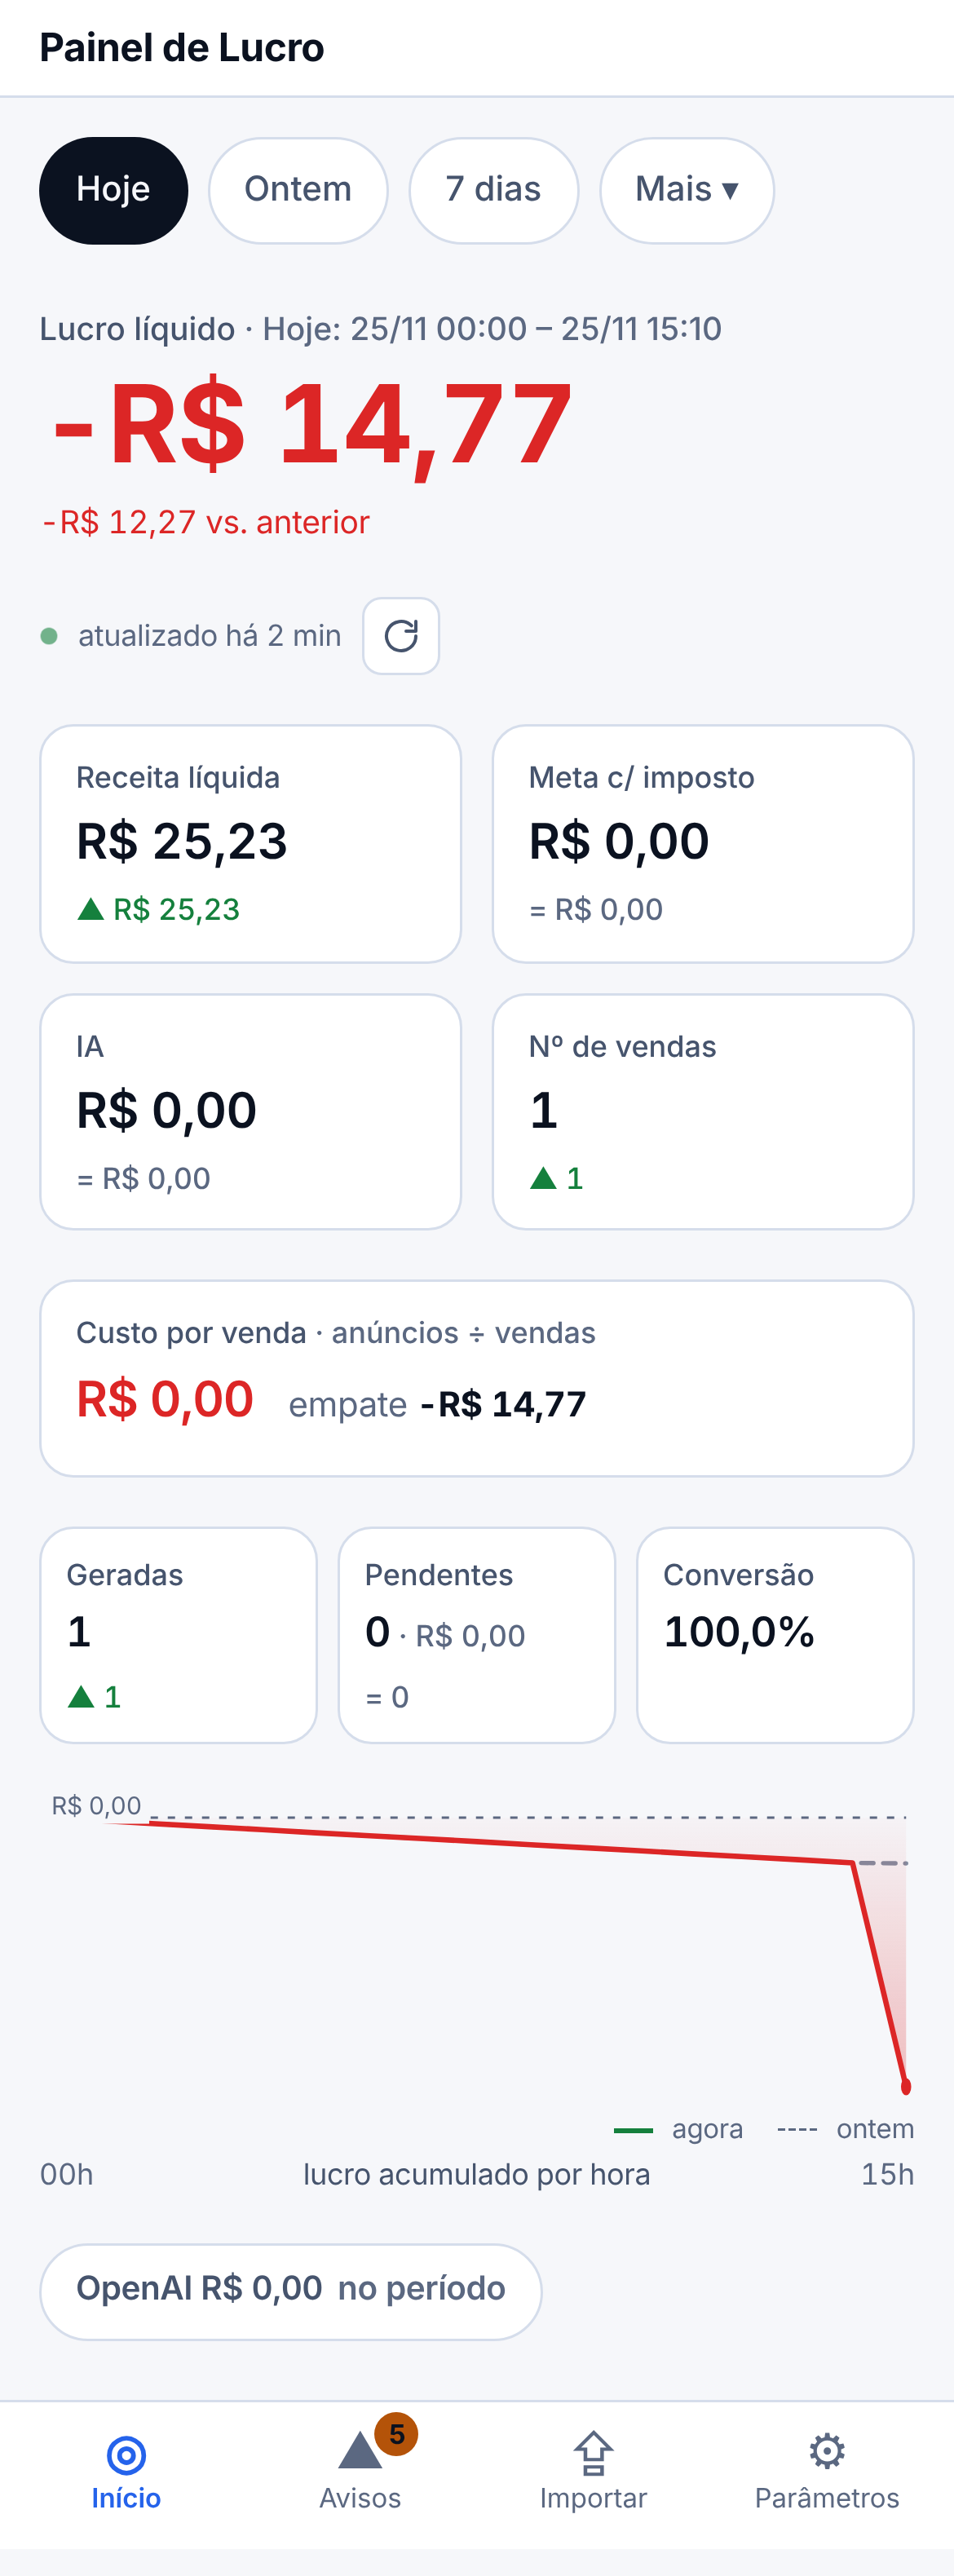 Painel de Lucro
Hoje Ontem 7 dias Mais ▾
Lucro líquido · Hoje: 25/11 00:00 – 25/11 15:10
-R$ 14,77
-R$ 12,27 vs. anterior
atualizado há 2 min
Receita líquida
R$ 25,23
▲ R$ 25,23
Meta c/ imposto
R$ 0,00
= R$ 0,00
IA
R$ 0,00
= R$ 0,00
Nº de vendas
1
▲ 1
Custo por venda · anúncios ÷ vendas
R$ 0,00 empate -R$ 14,77
Geradas
1
▲ 1
Pendentes
0 · R$ 0,00
= 0
Conversão
100,0%
R$ 0,00
agora ontem
00h lucro acumulado por hora 15h
OpenAI R$ 0,00 no período
5
Início Avisos Importar Parâmetros